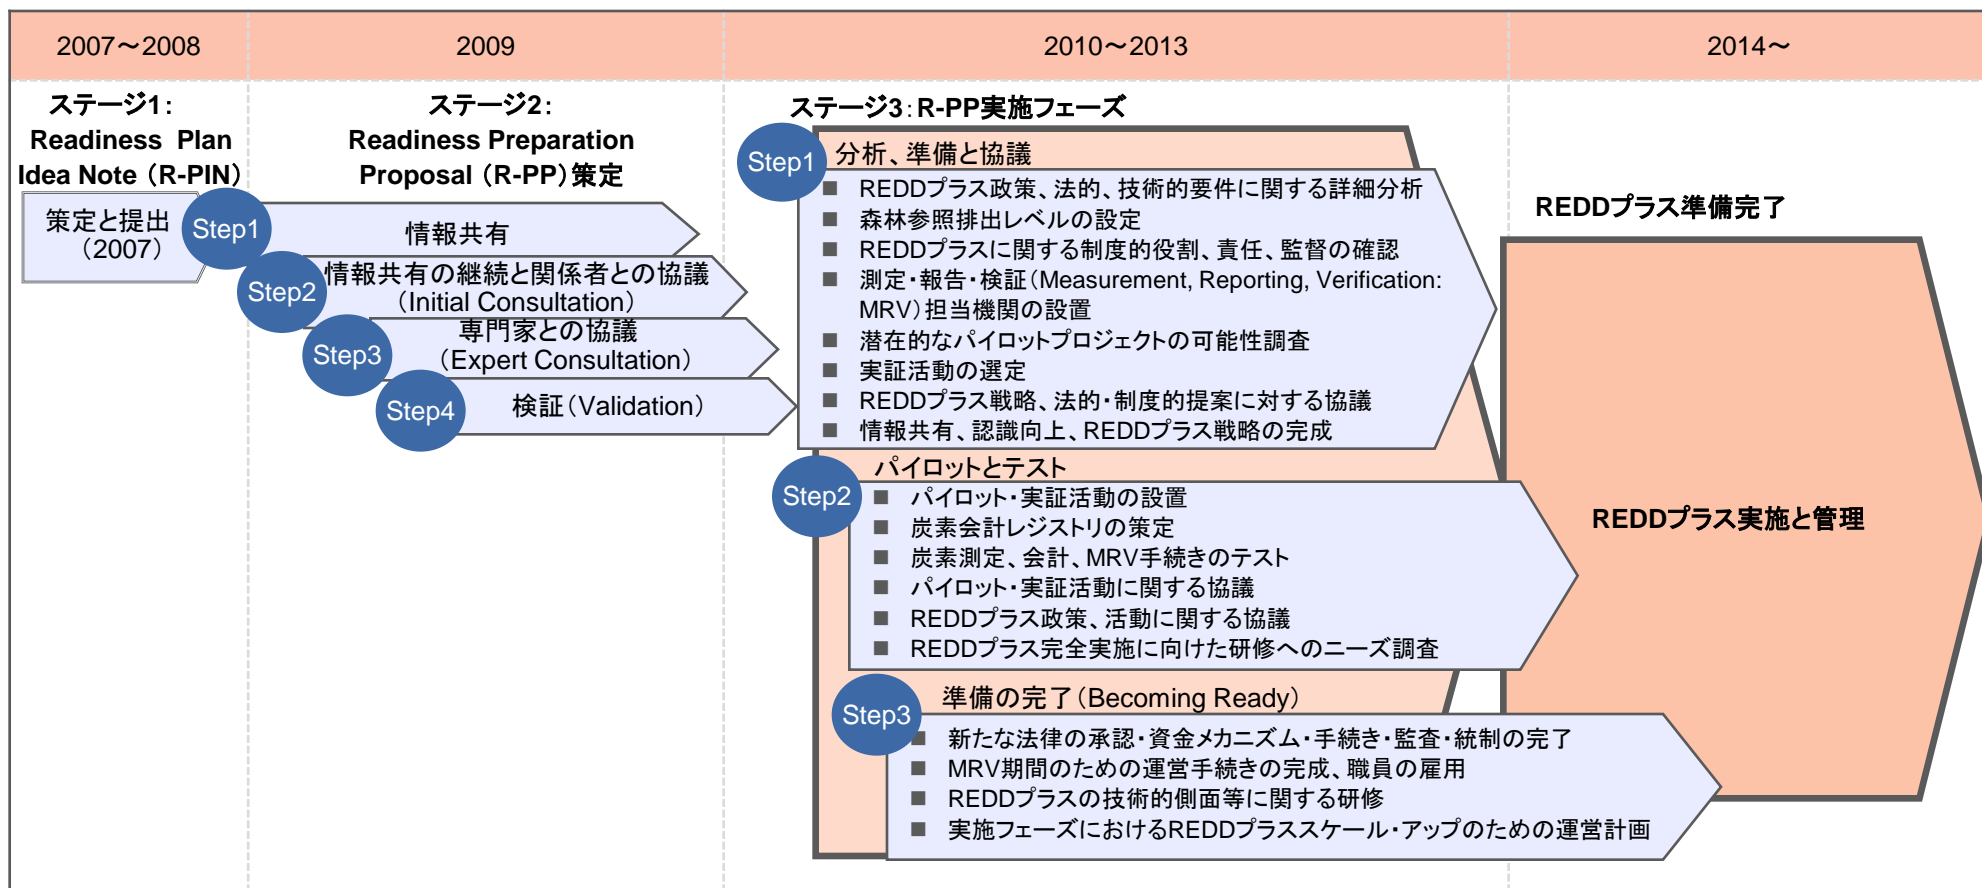 2007～2008
2009
2010～2013
2014～
ステージ1：
Readiness Plan
Idea Note（R-PIN）
策定と提出
（2007）
ステージ2：
Readiness Preparation
Proposal（R-PP）策定
Step1
情報共有
Step2
情報共有の継続と関係者との協議
（Initial Consultation）
Step3
専門家との協議
（Expert Consultation）
Step4
検証（Validation）
ステージ3：R-PP実施フェーズ
Step1
分析、準備と協議
■ REDDプラス政策、法的、技術的要件に関する詳細分析
■ 森林参照排出レベルの設定
■ REDDプラスに関する制度的役割、責任、監督の確認
■ 測定・報告・検証（Measurement, Reporting, Verification:
MRV）担当機関の設置
■ 潜在的なパイロットプロジェクトの可能性調査
■ 実証活動の選定
■ REDDプラス戦略、法的・制度的提案に対する協議
■ 情報共有、認識向上、REDDプラス戦略の完成
Step2
パイロットとテスト
■ パイロット・実証活動の設置
■ 炭素会計レジストリの策定
■ 炭素測定、会計、MRV手続きのテスト
■ パイロット・実証活動に関する協議
■ REDDプラス政策、活動に関する協議
■ REDDプラス完全実施に向けた研修へのニーズ調査
Step3
準備の完了（Becoming Ready）
■ 新たな法律の承認・資金メカニズム・手続き・監査・統制の完了
■ MRV期間のための運営手続きの完成、職員の雇用
■ REDDプラスの技術的側面等に関する研修
■ 実施フェーズにおけるREDDプラススケール・アップのための運営計画
REDDプラス準備完了
REDDプラス実施と管理